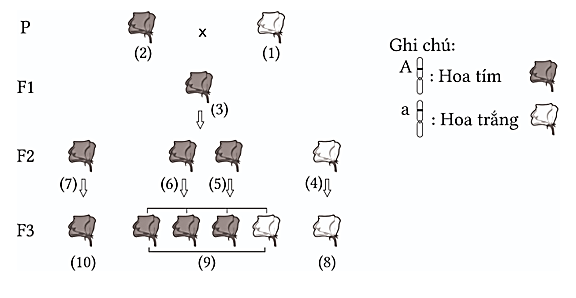 P
x
(2)
(1)
Ghi chú:
A : Hoa tím
a : Hoa trắng
F1
(3)
F2
(7)
(6)
(5)
(4)
F3
(10)
(9)
(8)